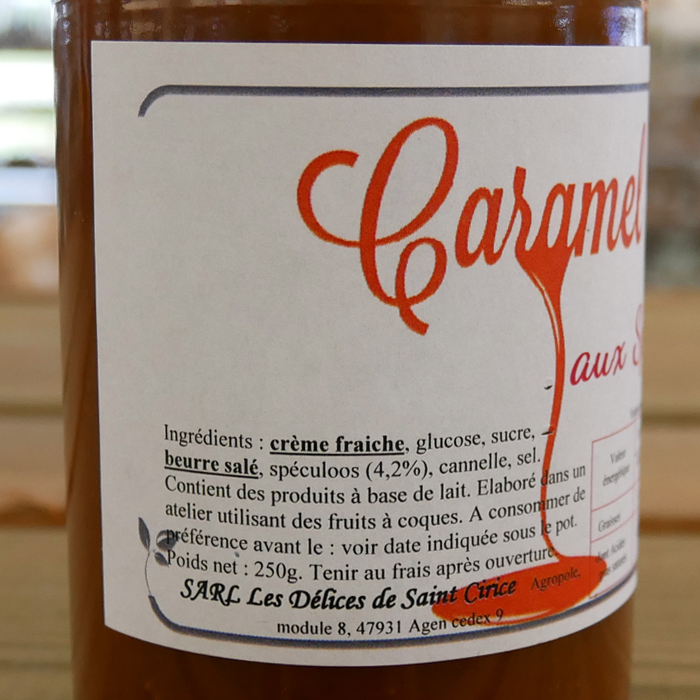 Caramel
aux S
Ingrédients : crème fraiche, glucose, sucre,
beurre salé, spéculoos (4,2%), cannelle, sel.
Contient des produits à base de lait. Elaboré dans un
atelier utilisant des fruits à coques. A consommer de
préférence avant le : voir date indiquée sous le pot.
Poids net : 250g. Tenir au frais après ouverture.
SARL Les Délices de Saint Cirice Agropole,
module 8, 47931 Agen cedex 9
Valeur
énergétique
Graisses
dont Acides